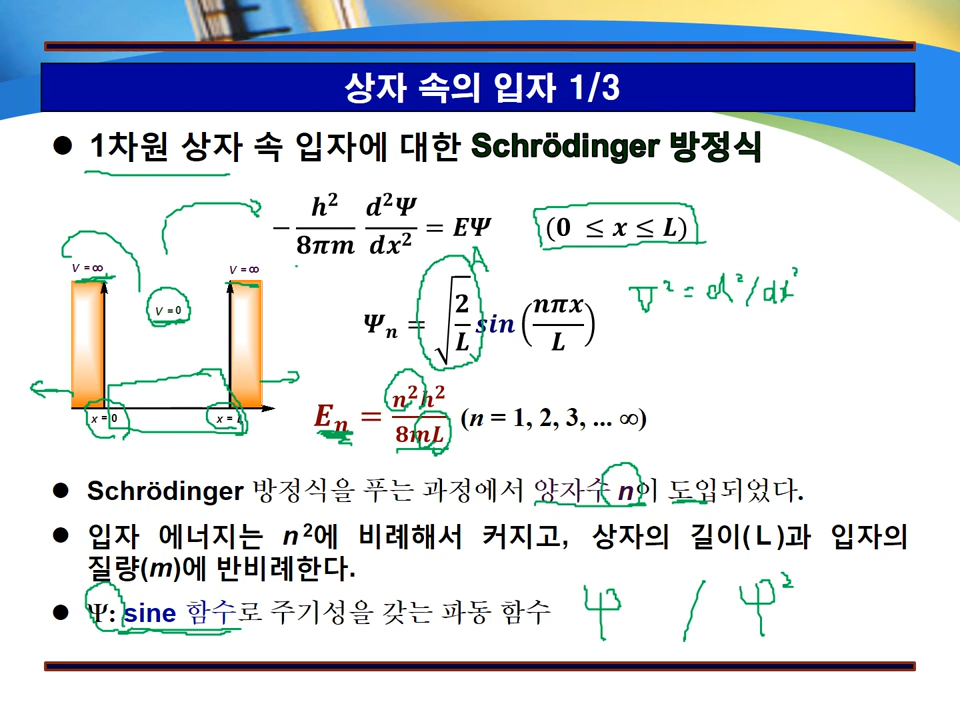 상자 속의 입자 1/3
● 1차원 상자 속 입자에 대한 Schrödinger 방정식
− h² / 8πm d²Ψ / dx² = EΨ (0 ≤ x ≤ L)
V = ∞ V = ∞
V = 0
A
∇² = d²/dx²
Ψₙ = √(2/L) sin (nπx / L)
x = 0 x = L
Eₙ = n²h² / 8mL (n = 1, 2, 3, ... ∞)
● Schrödinger 방정식을 푸는 과정에서 양자수 n이 도입되었다.
● 입자 에너지는 n²에 비례해서 커지고, 상자의 길이(L)과 입자의
질량(m)에 반비례한다.
● Ψ: sine 함수로 주기성을 갖는 파동 함수
Ψ / Ψ²